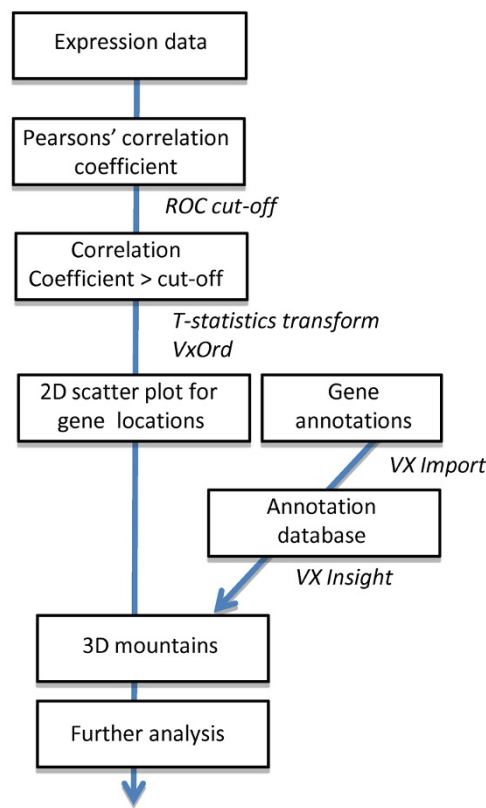 Expression data
Pearsons’ correlation
coefficient
ROC cut-off
Correlation
Coefficient > cut-off
T-statistics transform
VxOrd
2D scatter plot for
gene locations
Gene
annotations
VX Import
Annotation
database
VX Insight
3D mountains
Further analysis